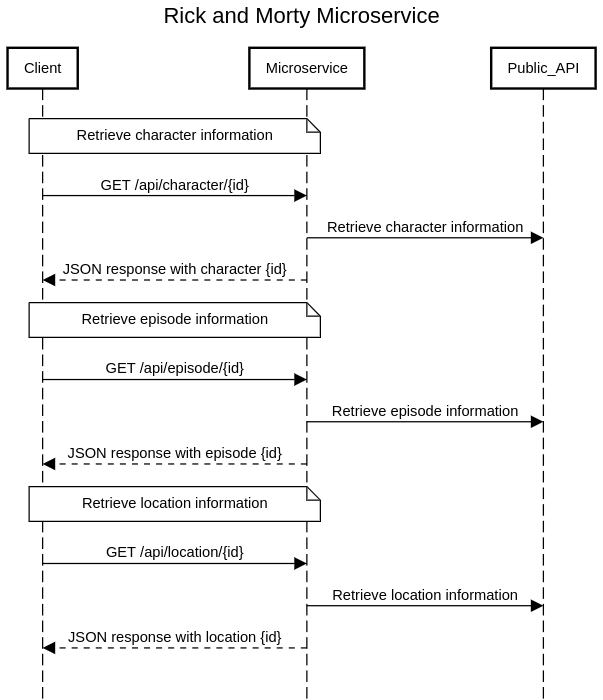 Rick and Morty Microservice
Client
Microservice
Public_API
Retrieve character information
GET /api/character/{id}
Retrieve character information
JSON response with character {id}
Retrieve episode information
GET /api/episode/{id}
Retrieve episode information
JSON response with episode {id}
Retrieve location information
GET /api/location/{id}
Retrieve location information
JSON response with location {id}